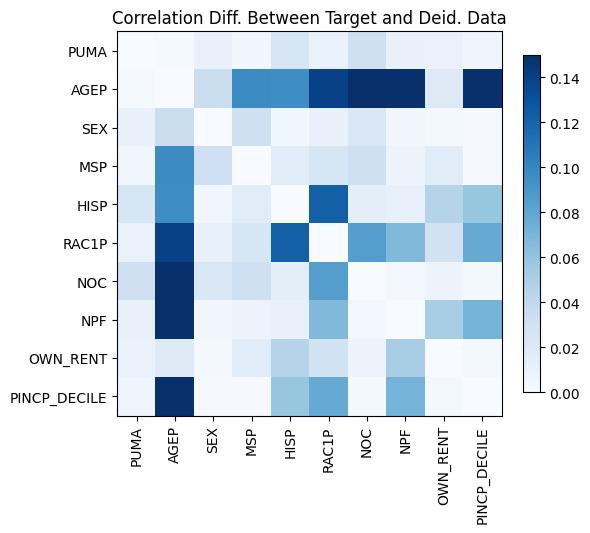 Correlation Diff. Between Target and Deid. Data
PUMA
AGEP
SEX
MSP
HISP
RAC1P
NOC
NPF
OWN_RENT
PINCP_DECILE
PUMA
AGEP
SEX
MSP
HISP
RAC1P
NOC
NPF
OWN_RENT
PINCP_DECILE
0.14
0.12
0.10
0.08
0.06
0.04
0.02
0.00